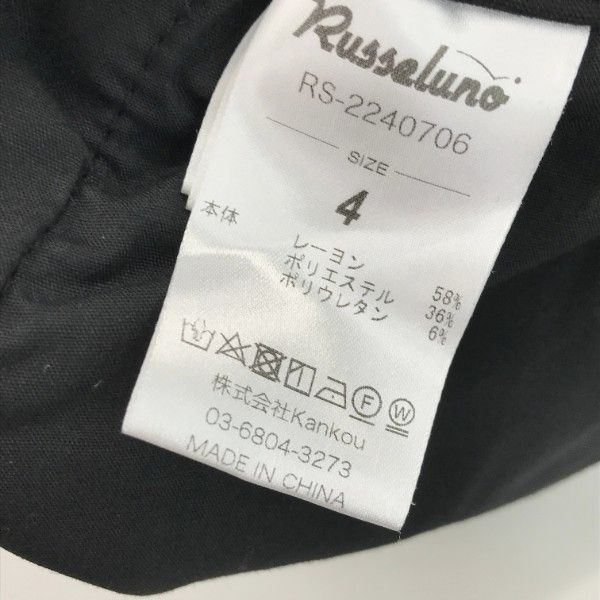 Russeluno
RS-2240706
SIZE
4
本体
レーヨン 58%
ポリエステル 36%
ポリウレタン 6%
F W
株式会社Kankou
03-6804-3273
MADE IN CHINA